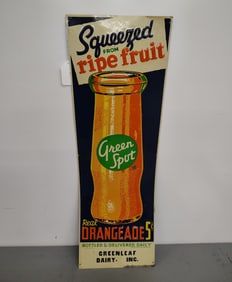 Squeezed
FROM
ripe fruit
Green
Spot
Real
ORANGEADE 5¢
BOTTLED & DELIVERED DAILY
GREENLEAF
DAIRY. INC.